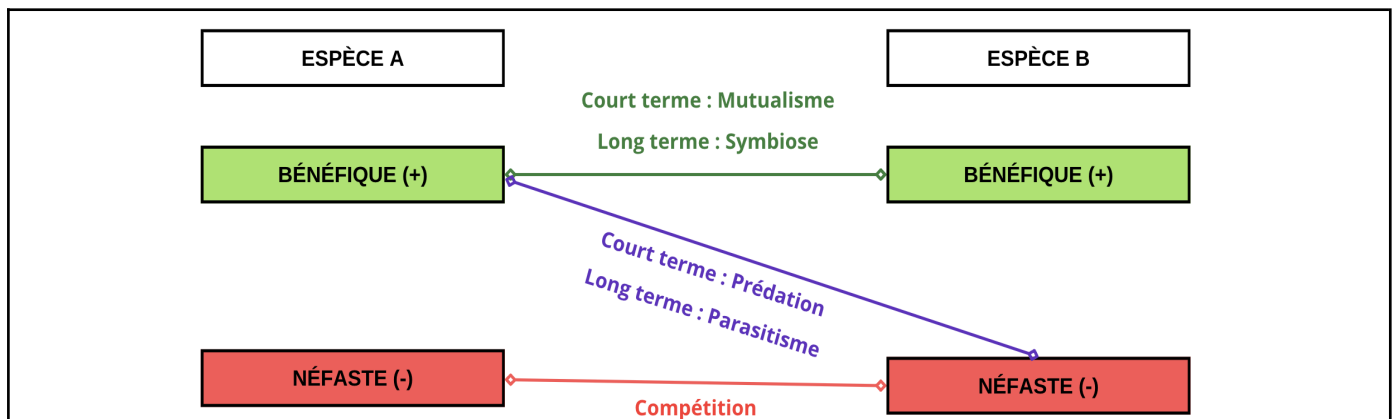 ESPÈCE A
ESPÈCE B
Court terme : Mutualisme
Long terme : Symbiose
BÉNÉFIQUE (+)
BÉNÉFIQUE (+)
Court terme : Prédation
Long terme : Parasitisme
NÉFASTE (-)
NÉFASTE (-)
Compétition